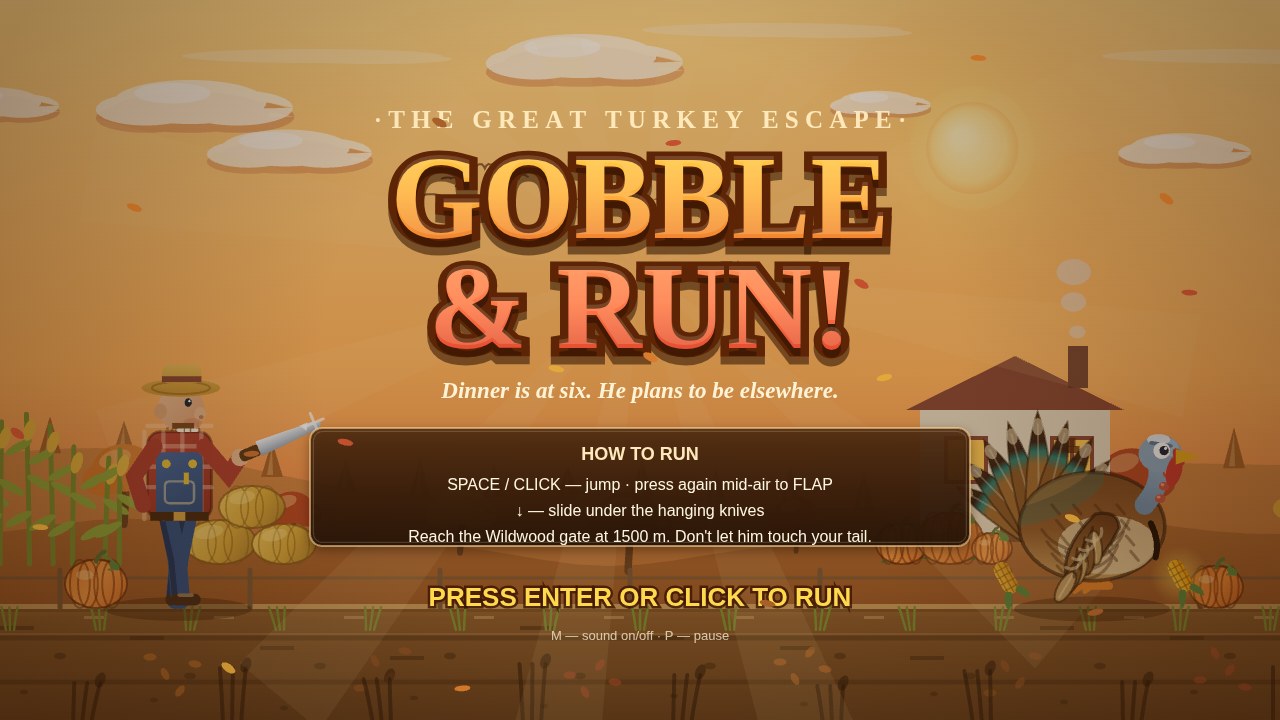 ·THE GREAT TURKEY ESCAPE·
GOBBLE
& RUN!
Dinner is at six. He plans to be elsewhere.
HOW TO RUN
SPACE / CLICK — jump · press again mid-air to FLAP
↓ — slide under the hanging knives
Reach the Wildwood gate at 1500 m. Don't let him touch your tail.
PRESS ENTER OR CLICK TO RUN
M — sound on/off · P — pause